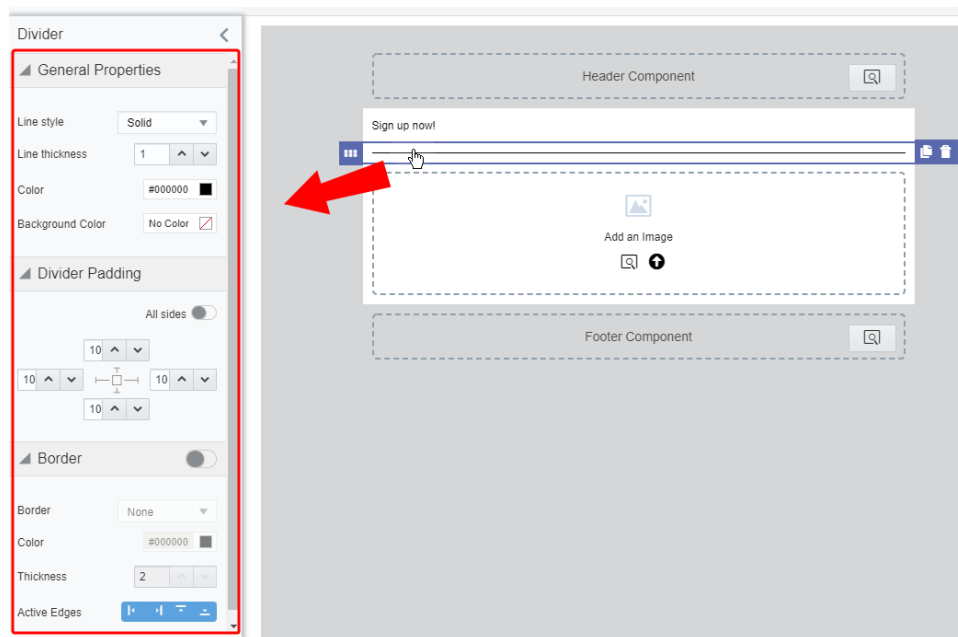 Divider
General Properties
Line style Solid
Line thickness 1
Color #000000
Background Color No Color
Divider Padding
All sides
10
10 10
10
Border
Border None
Color #000000
Thickness 2
Active Edges
Header Component
Sign up now!
Add an Image
Footer Component